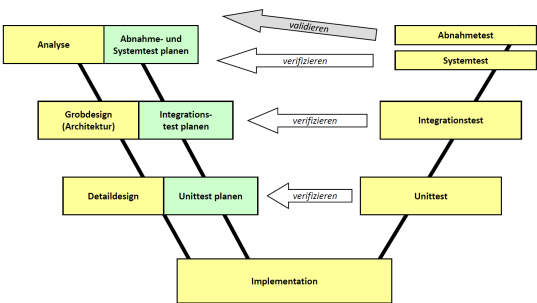 validieren
Abnahmetest
Analyse
Abnahme- und
Systemtest planen
verifizieren
Systemtest
Grobdesign
(Architektur)
Integrations-
test planen
verifizieren
Integrationstest
Detaildesign
Unittest planen
verifizieren
Unittest
Implementation